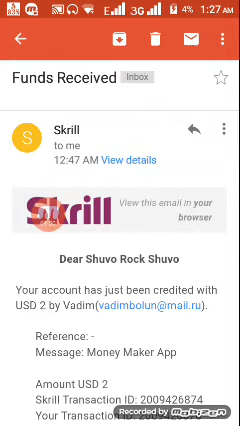 E 3G 4% 1:27 AM
Funds Received Inbox
S
Skrill
to me
12:47 AM View details
Skrill
View this email in your
browser
Dear Shuvo Rock Shuvo
Your account has just been credited with
USD 2 by Vadim(vadimbolun@mail.ru).
Reference: -
Message: Money Maker App
Amount USD 2
Skrill Transaction ID: 2009426874
Your Transaction ID: 2009426870
Recorded by mobizen